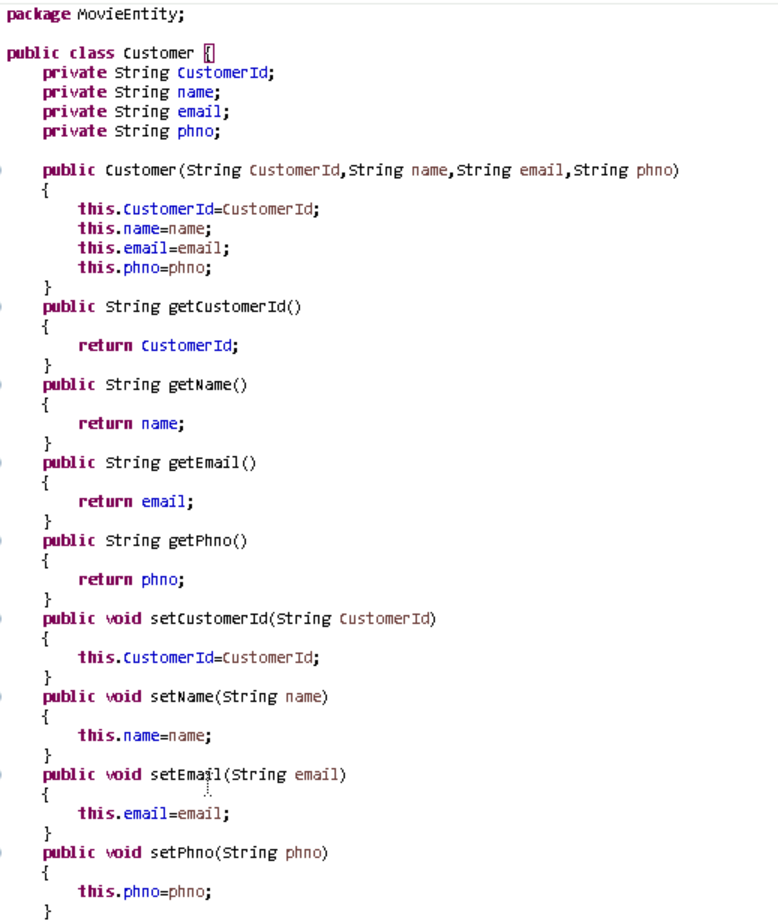 package MovieEntity;
public class Customer {
private String CustomerId;
private String name;
private String email;
private String phno;
public Customer(String CustomerId,String name,String email,String phno)
{
this.CustomerId=CustomerId;
this.name=name;
this.email=email;
this.phno=phno;
}
public String getCustomerId()
{
return CustomerId;
}
public String getName()
{
return name;
}
public String getEmail()
{
return email;
}
public String getPhno()
{
return phno;
}
public void setCustomerId(String CustomerId)
{
this.CustomerId=CustomerId;
}
public void setName(String name)
{
this.name=name;
}
public void setEmail(String email)
{
this.email=email;
}
public void setPhno(String phno)
{
this.phno=phno;
}